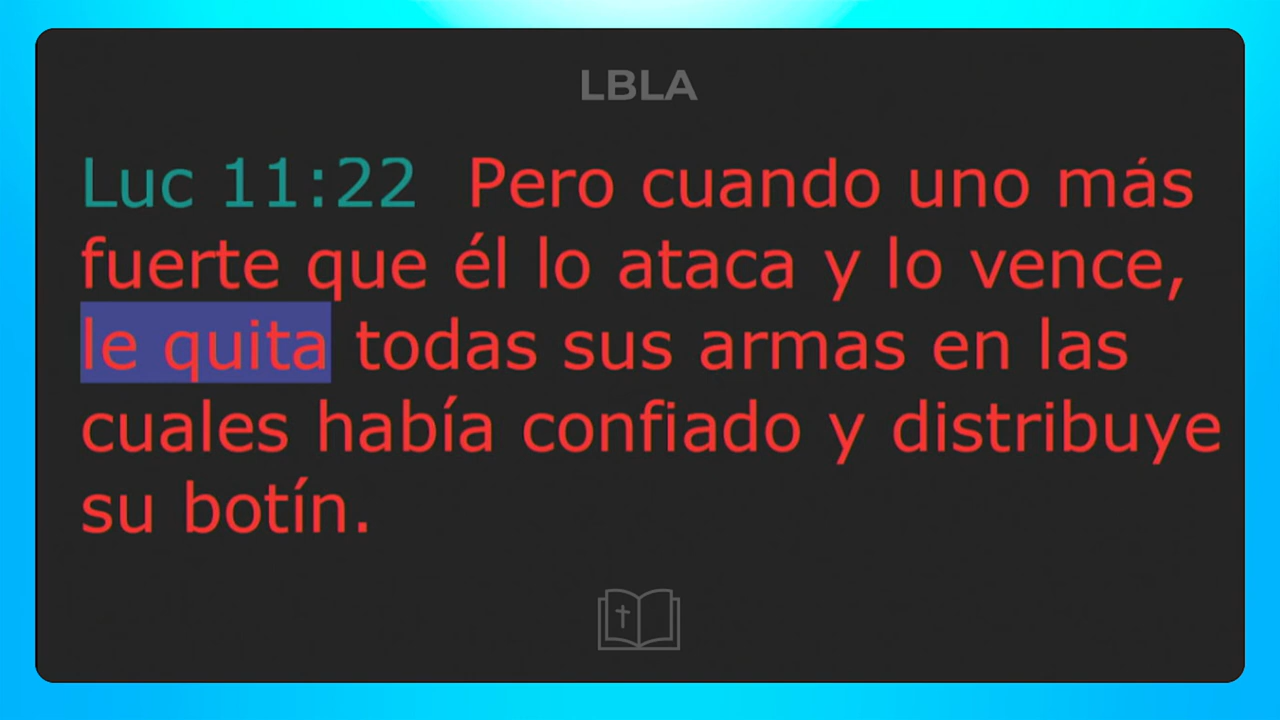 LBLA
Luc 11:22 Pero cuando uno más
fuerte que él lo ataca y lo vence,
le quita todas sus armas en las
cuales había confiado y distribuye
su botín.